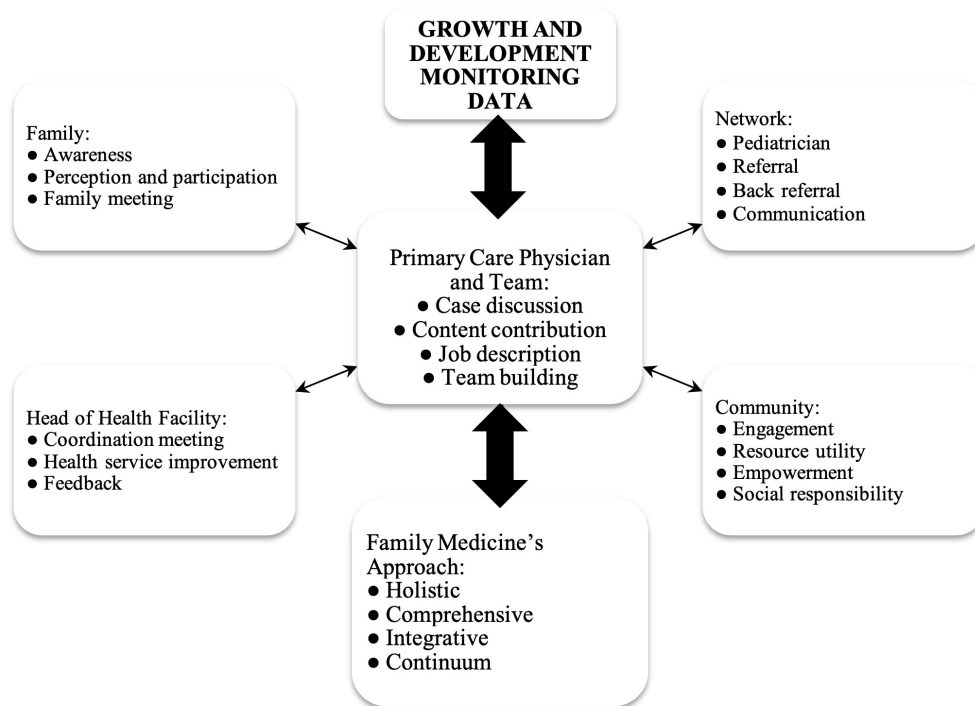 GROWTH AND
DEVELOPMENT
MONITORING
DATA
Family:
● Awareness
● Perception and participation
● Family meeting
Network:
● Pediatrician
● Referral
● Back referral
● Communication
Primary Care Physician
and Team:
● Case discussion
● Content contribution
● Job description
● Team building
Head of Health Facility:
● Coordination meeting
● Health service improvement
● Feedback
Community:
● Engagement
● Resource utility
● Empowerment
● Social responsibility
Family Medicine’s
Approach:
● Holistic
● Comprehensive
● Integrative
● Continuum